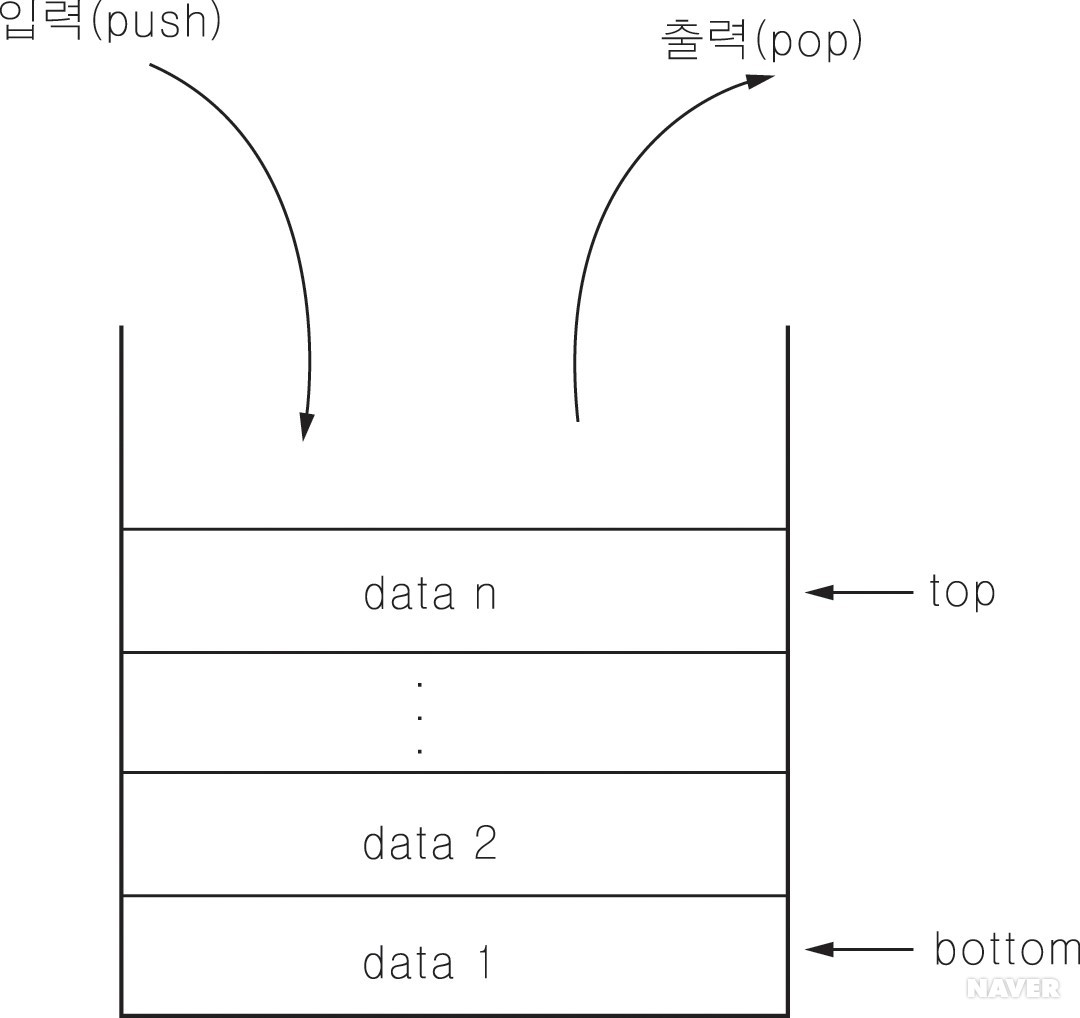 입력(push)
출력(pop)
data n
top
data 2
data 1
bottom
NAVER